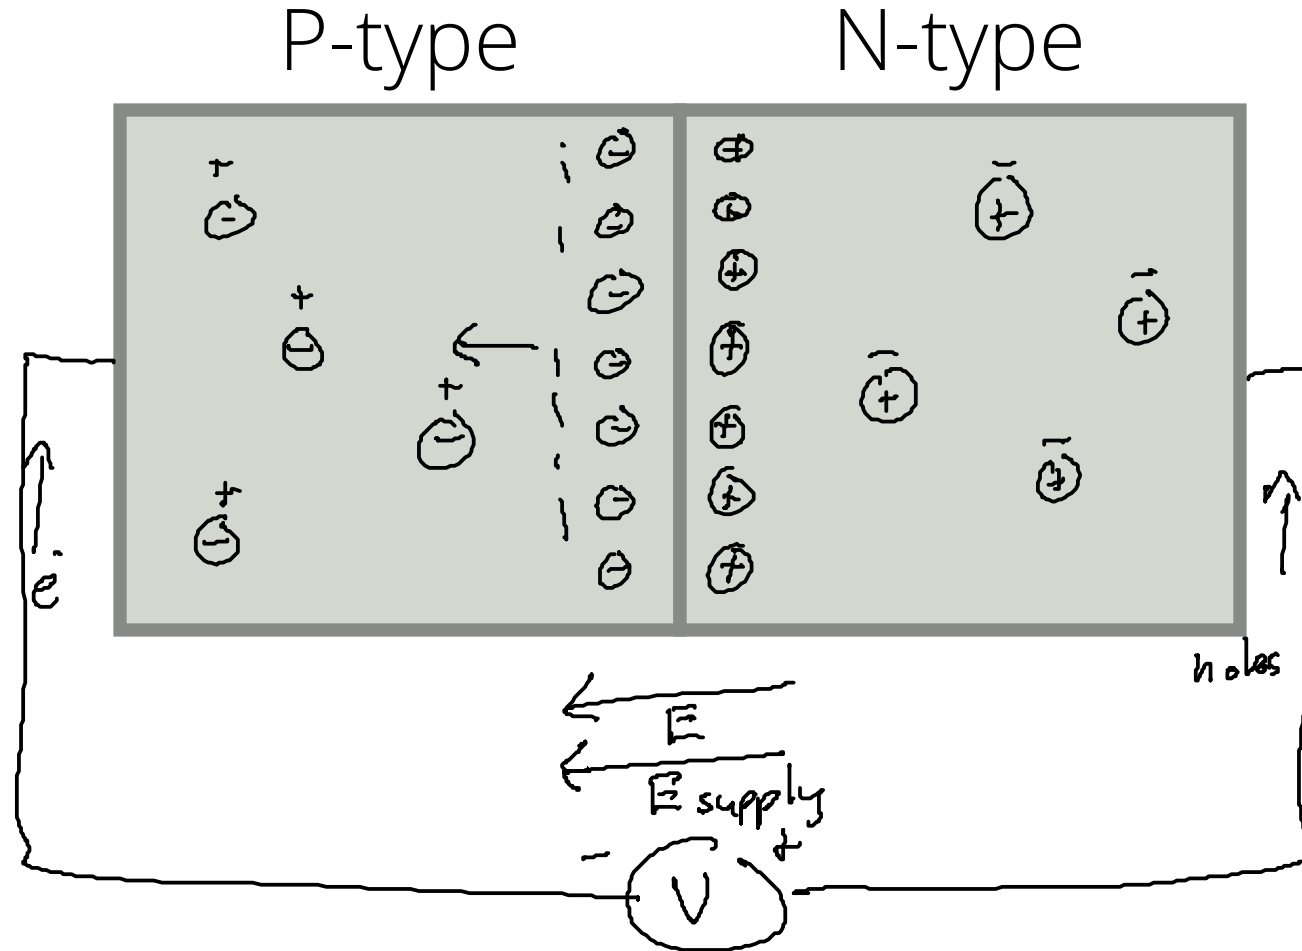 P-type N-type
+ + − − + − + − +
− + − + − + − +
+ − + − +
− + − + − +
− + − +
e⁻
holes
E
E supply
− +
V